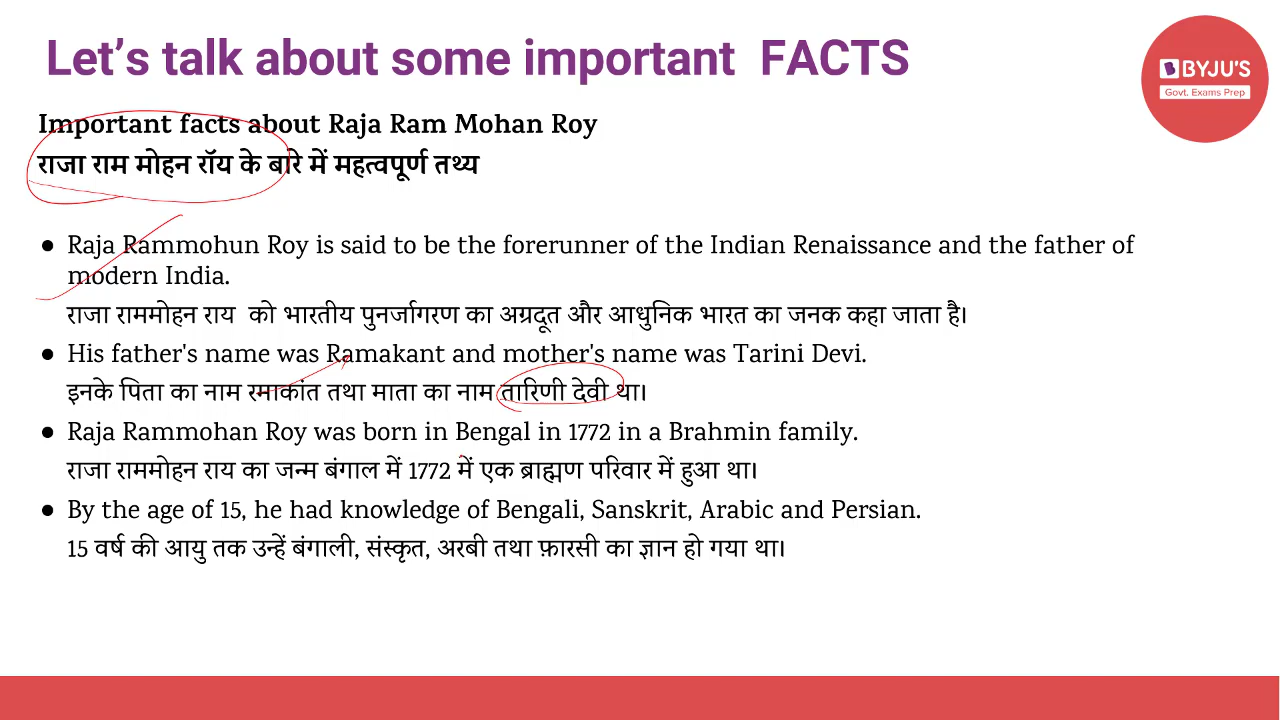 Let's talk about some important FACTS
BYJU'S
Govt. Exams Prep
Important facts about Raja Ram Mohan Roy
राजा राम मोहन रॉय के बारे में महत्वपूर्ण तथ्य
● Raja Rammohun Roy is said to be the forerunner of the Indian Renaissance and the father of
modern India.
राजा राममोहन राय को भारतीय पुनर्जागरण का अग्रदूत और आधुनिक भारत का जनक कहा जाता है।
● His father's name was Ramakant and mother's name was Tarini Devi.
इनके पिता का नाम रमाकांत तथा माता का नाम तारिणी देवी था।
● Raja Rammohan Roy was born in Bengal in 1772 in a Brahmin family.
राजा राममोहन राय का जन्म बंगाल में 1772 में एक ब्राह्मण परिवार में हुआ था।
● By the age of 15, he had knowledge of Bengali, Sanskrit, Arabic and Persian.
15 वर्ष की आयु तक उन्हें बंगाली, संस्कृत, अरबी तथा फ़ारसी का ज्ञान हो गया था।